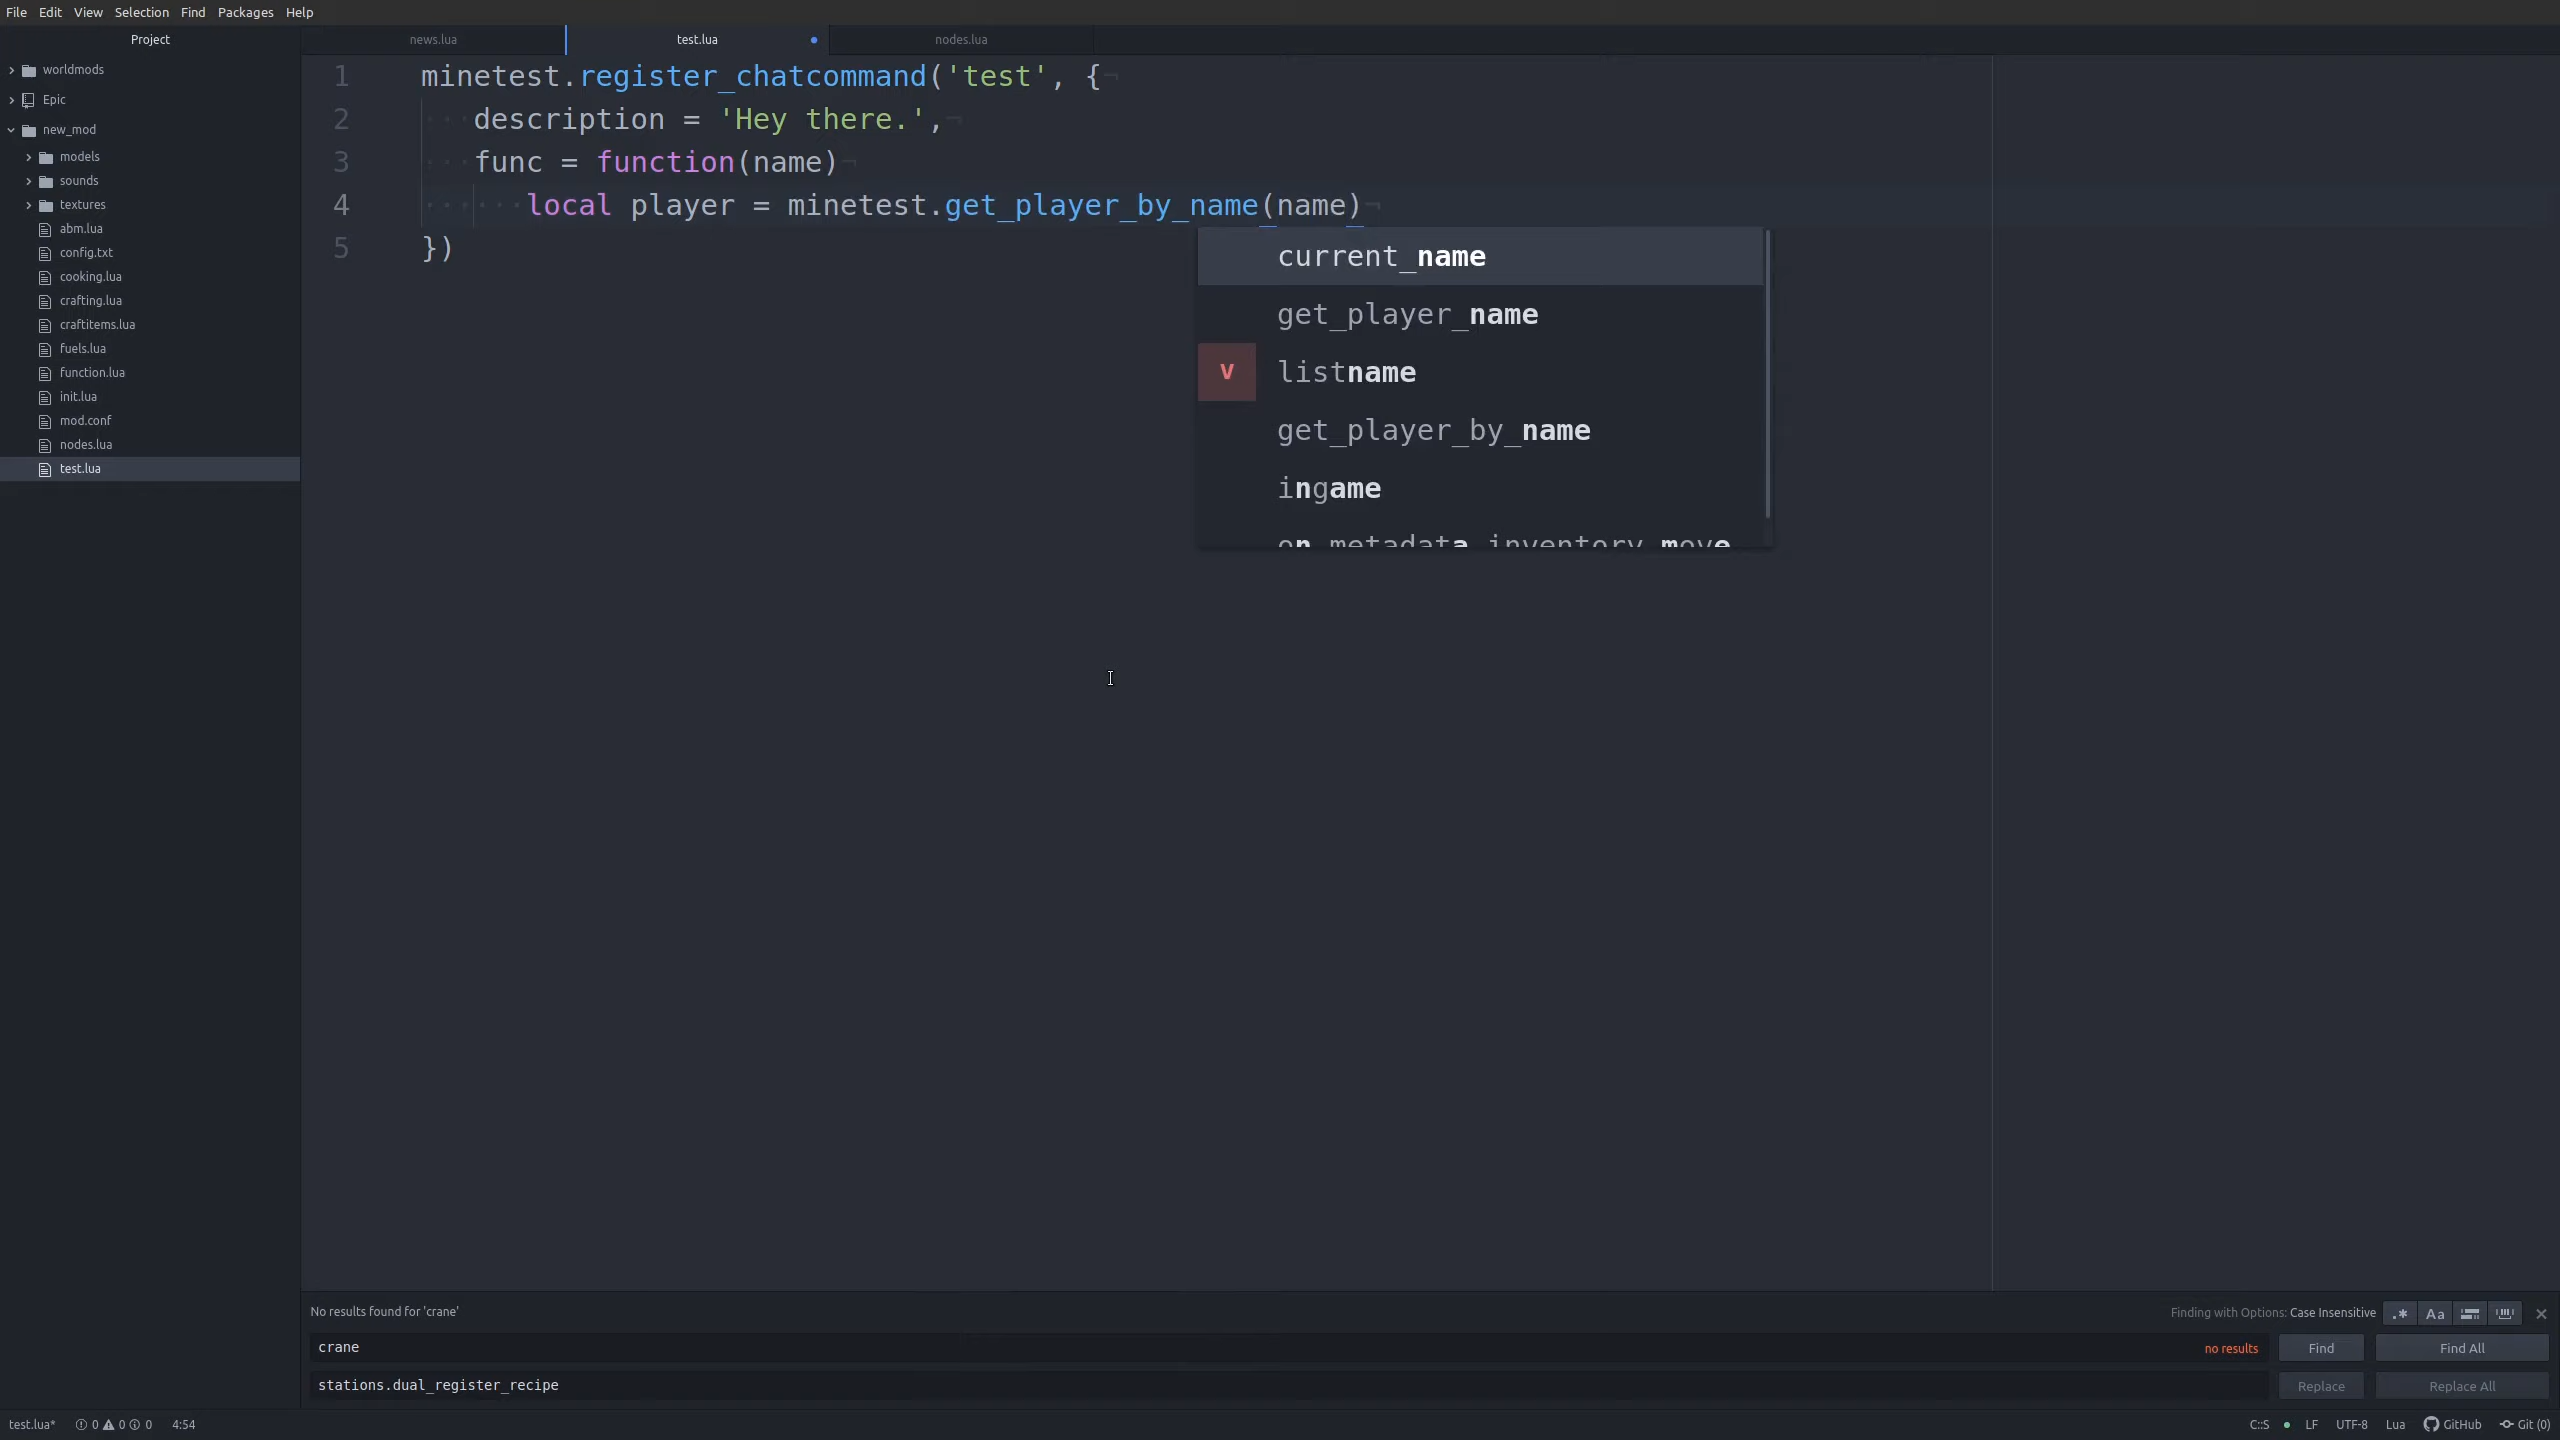 File Edit View Selection Find Packages Help
Project
news.lua test.lua nodes.lua
worldmods
Epic
new_mod
models
sounds
textures
abm.lua
config.txt
cooking.lua
crafting.lua
craftitems.lua
fuels.lua
function.lua
init.lua
mod.conf
nodes.lua
test.lua
1 minetest.register_chatcommand('test', {
2 description = 'Hey there.',
3 func = function(name)
4 local player = minetest.get_player_by_name(name)
5 })
current_name
get_player_name
v listname
get_player_by_name
ingame
on_metadata_inventory_move
No results found for 'crane'
Finding with Options: Case Insensitive .* Aa
crane no results Find Find All
stations.dual_register_recipe Replace Replace All
test.lua* 0 0 0 4:54 C::S LF UTF-8 Lua GitHub Git (0)